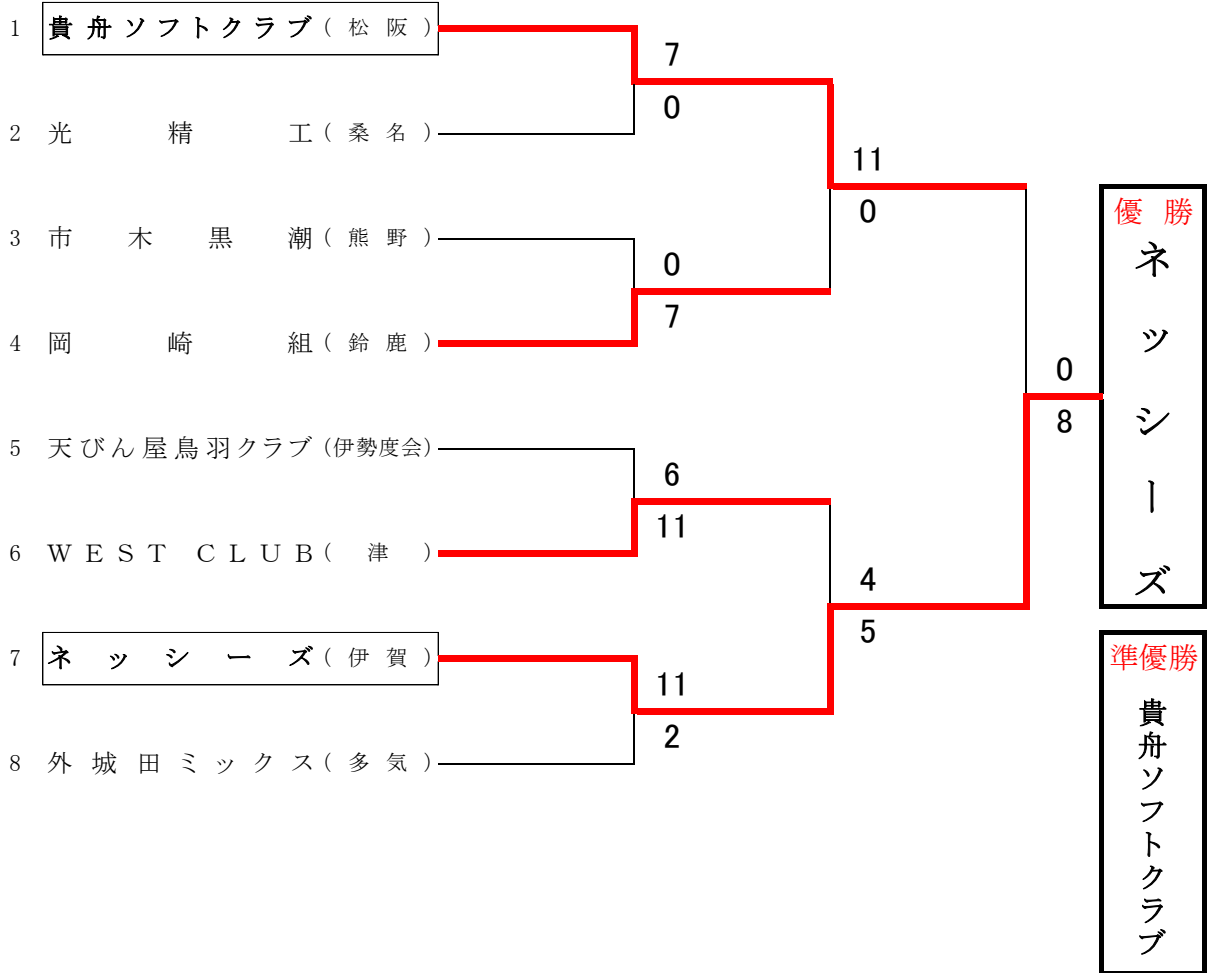 1 貴舟ソフトクラブ(松阪)
7
0
2 光精工(桑名)
11
0
3 市木黒潮(熊野)
0
7
4 岡崎組(鈴鹿)
0
8
5 天びん屋鳥羽クラブ(伊勢度会)
6
11
6 WEST CLUB(津)
4
5
7 ネッシーズ(伊賀)
11
2
8 外城田ミックス(多気)
優勝
ネッシーズ
準優勝
貴舟ソフトクラブ